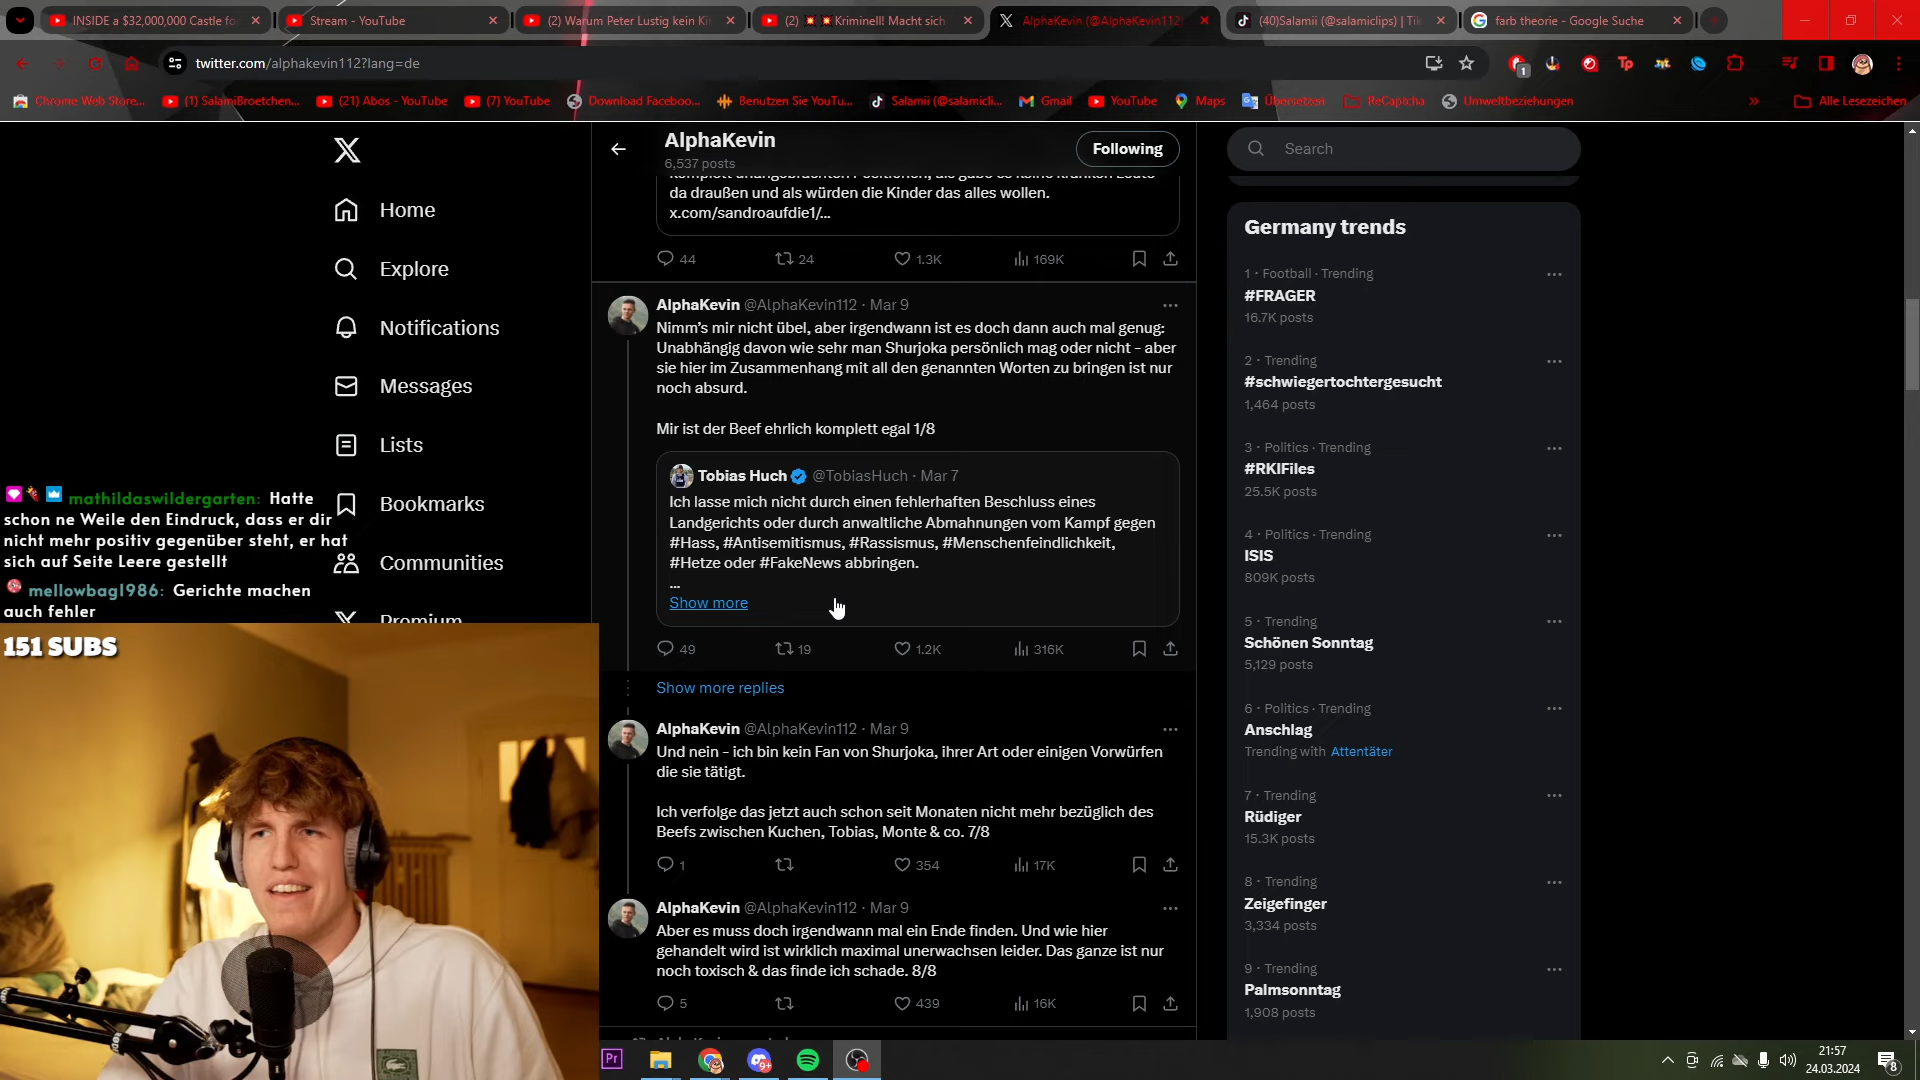 INSIDE a $32,000,000 Castle fo
Stream - YouTube
(2) Warum Peter Lustig kein Ki
(2) 💥💥Kriminell! Macht sich
AlphaKevin (@AlphaKevin112
(40)Salamii (@salamiclips) | Tik
farb theorie - Google Suche
twitter.com/alphakevin112?lang=de
Chrome Web Store...
(1) SalamiBroetchen...
(21) Abos - YouTube
(7) YouTube
Download Faceboo...
Benutzen Sie YouTu...
Salamii (@salamicli...
Gmail
YouTube
Maps
Übersetzen
ReCaptcha
Umweltbeziehungen
Alle Lesezeichen
Home
Explore
Notifications
Messages
Lists
Bookmarks
Communities
Premium
AlphaKevin
6,537 posts
Following
komplett unangebrachten Positionen, als gäbe es keine kranken Leute
da draußen und als würden die Kinder das alles wollen.
x.com/sandroaufdie1/...
44 24 1.3K 169K
AlphaKevin @AlphaKevin112 · Mar 9
Nimm's mir nicht übel, aber irgendwann ist es doch dann auch mal genug:
Unabhängig davon wie sehr man Shurjoka persönlich mag oder nicht - aber
sie hier im Zusammenhang mit all den genannten Worten zu bringen ist nur
noch absurd.
Mir ist der Beef ehrlich komplett egal 1/8
Tobias Huch @TobiasHuch · Mar 7
Ich lasse mich nicht durch einen fehlerhaften Beschluss eines
Landgerichts oder durch anwaltliche Abmahnungen vom Kampf gegen
#Hass, #Antisemitismus, #Rassismus, #Menschenfeindlichkeit,
#Hetze oder #FakeNews abbringen.
...
Show more
49 19 1.2K 316K
Show more replies
AlphaKevin @AlphaKevin112 · Mar 9
Und nein - ich bin kein Fan von Shurjoka, ihrer Art oder einigen Vorwürfen
die sie tätigt.
Ich verfolge das jetzt auch schon seit Monaten nicht mehr bezüglich des
Beefs zwischen Kuchen, Tobias, Monte & co. 7/8
1 354 17K
AlphaKevin @AlphaKevin112 · Mar 9
Aber es muss doch irgendwann mal ein Ende finden. Und wie hier
gehandelt wird ist wirklich maximal unerwachsen leider. Das ganze ist nur
noch toxisch & das finde ich schade. 8/8
5 439 16K
Search
Germany trends
1 · Football · Trending
#FRAGER
16.7K posts
2 · Trending
#schwiegertochtergesucht
1,464 posts
3 · Politics · Trending
#RKIFiles
25.5K posts
4 · Politics · Trending
ISIS
809K posts
5 · Trending
Schönen Sonntag
5,129 posts
6 · Politics · Trending
Anschlag
Trending with Attentäter
7 · Trending
Rüdiger
15.3K posts
8 · Trending
Zeigefinger
3,334 posts
9 · Trending
Palmsonntag
1,908 posts
mathildaswildergarten: Hatte
schon ne Weile den Eindruck, dass er dir
nicht mehr positiv gegenüber steht, er hat
sich auf Seite Leere gestellt
mellowbag1986: Gerichte machen
auch fehler
151 SUBS
Pr
9+
21:57
24.03.2024
8